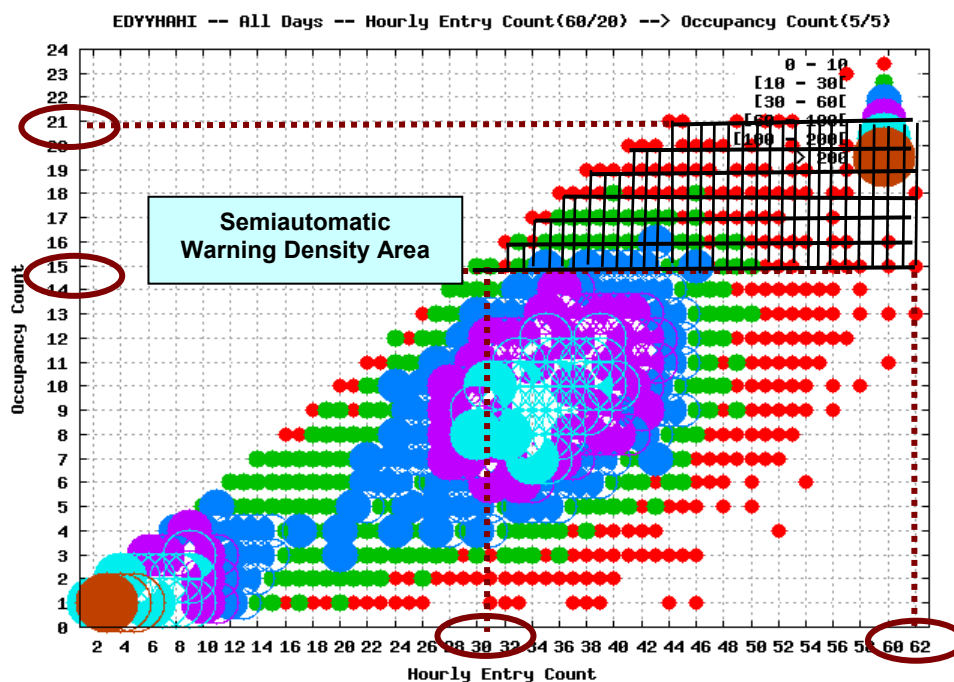 EDYYHAHI -- All Days -- Hourly Entry Count(60/20) --> Occupancy Count(5/5)
24
23
22
21
20
19
18
17
16
15
14
13
12
11
10
9
8
7
6
5
4
3
2
1
0
Occupancy Count
0 - 10
[10 - 30[
[30 - 60[
[60 - 100[
[100 - 200[
> 200
Semiautomatic
Warning Density Area
2 4 6 8 10 12 14 16 18 20 22 24 26 28 30 32 34 36 38 40 42 44 46 48 50 52 54 56 58 60 62
Hourly Entry Count